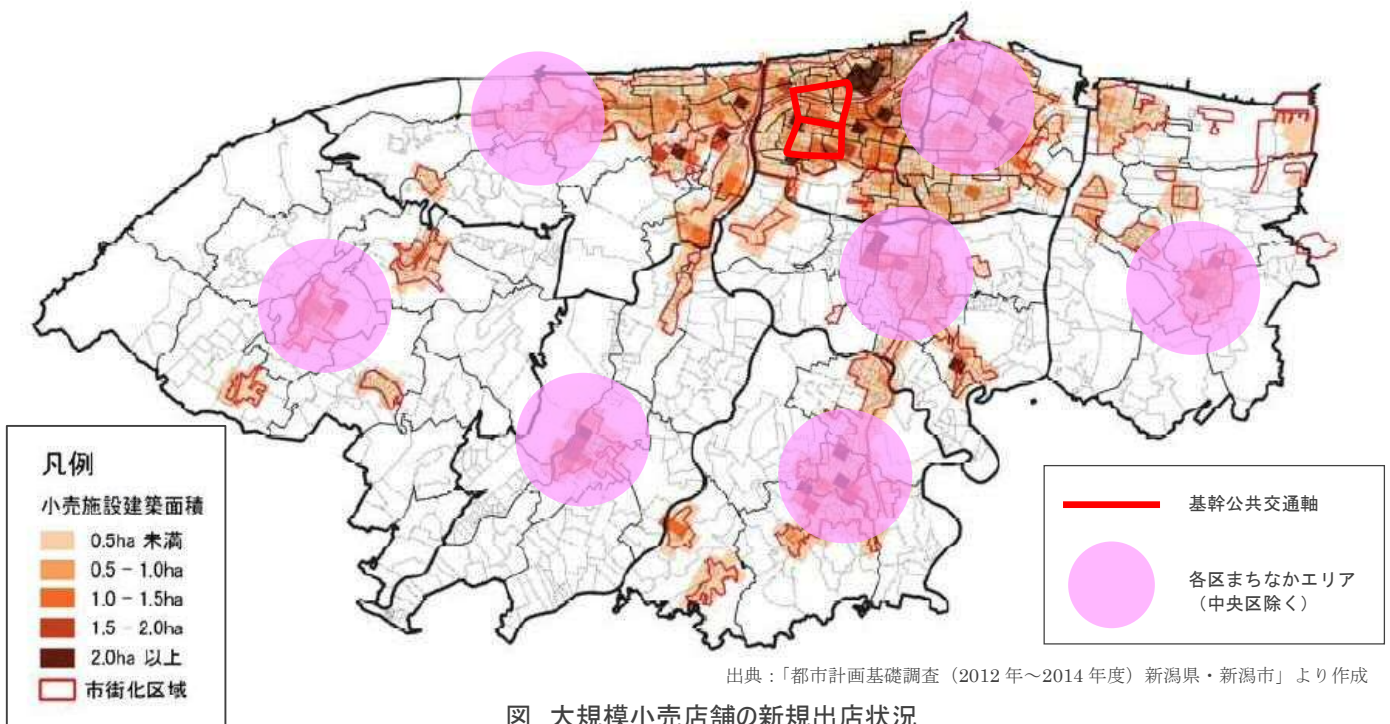 凡例
小売施設建築面積
0.5ha 未満
0.5 - 1.0ha
1.0 - 1.5ha
1.5 - 2.0ha
2.0ha 以上
市街化区域
基幹公共交通軸
各区まちなかエリア
(中央区除く)
出典:「都市計画基礎調査(2012 年~2014 年度)新潟県・新潟市」より作成
図 大規模小売店舗の新規出店状況